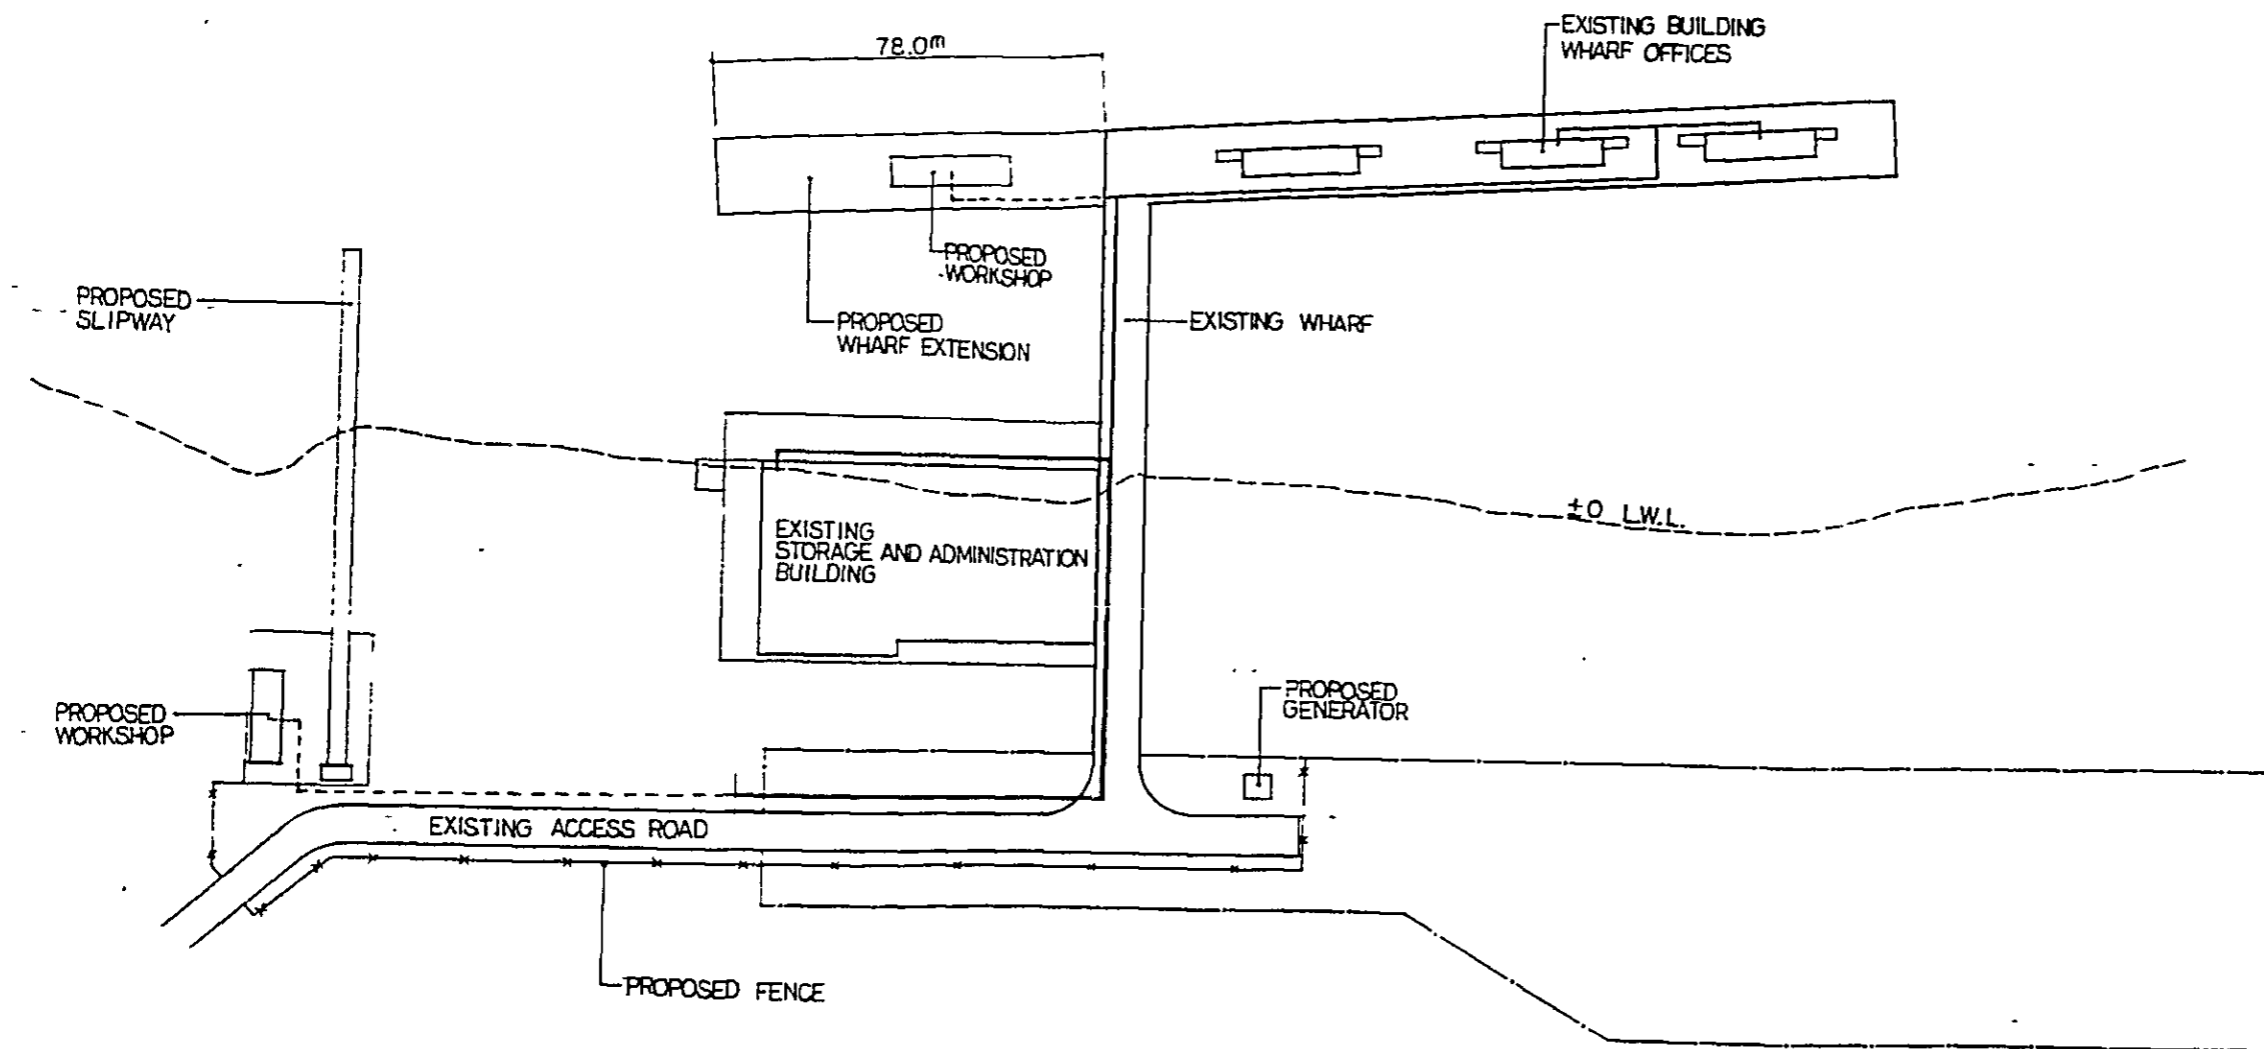 78.0m
EXISTING BUILDING
WHARF OFFICES
PROPOSED
WORKSHOP
PROPOSED
SLIPWAY
PROPOSED
WHARF EXTENSION
EXISTING WHARF
±0 L.W.L.
EXISTING
STORAGE AND ADMINISTRATION
BUILDING
PROPOSED
GENERATOR
PROPOSED
WORKSHOP
EXISTING ACCESS ROAD
PROPOSED FENCE